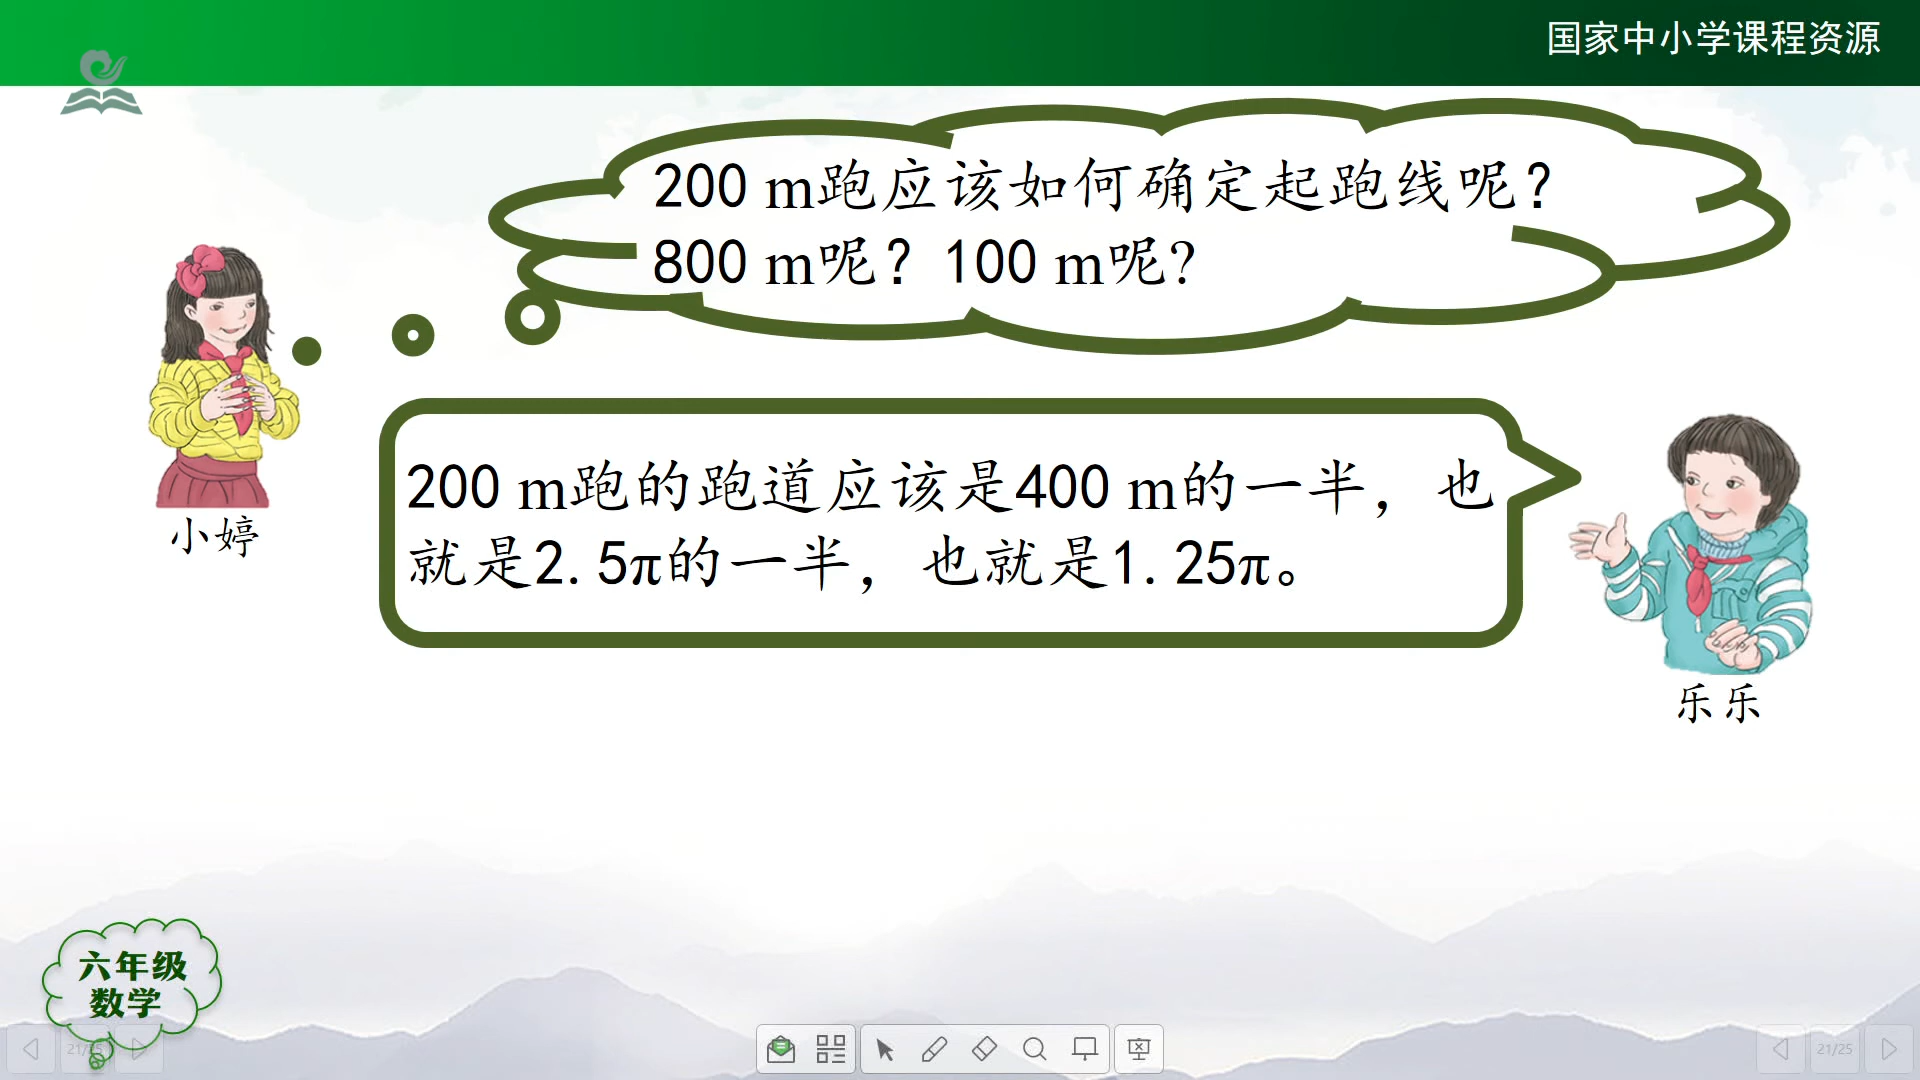 国家中小学课程资源
200 m跑应该如何确定起跑线呢？
800 m呢？100 m呢？
小婷
200 m跑的跑道应该是400 m的一半，也
就是2.5π的一半，也就是1.25π。
乐乐
六年级
数学
21/25
21/25